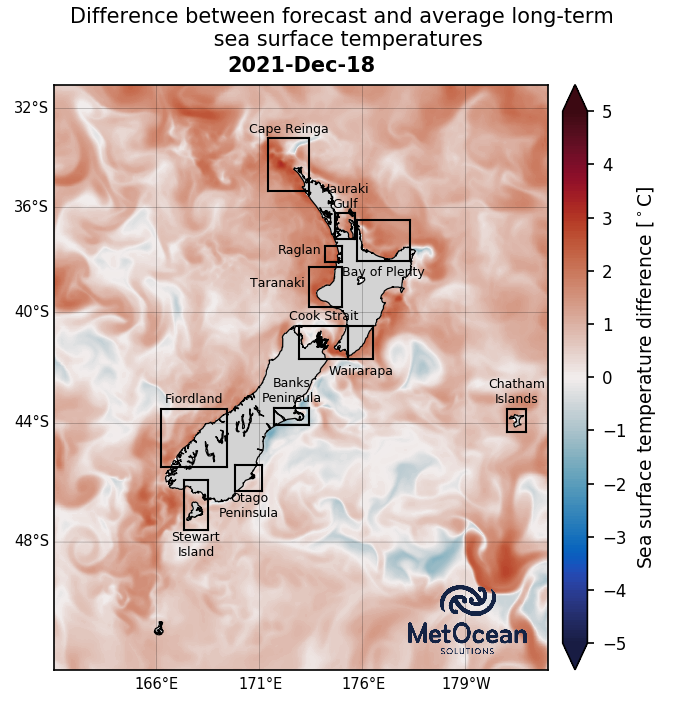 Difference between forecast and average long-term
sea surface temperatures
2021-Dec-18
32°S
36°S
40°S
44°S
48°S
Cape Reinga
Hauraki
Gulf
Raglan
Bay of Plenty
Taranaki
Cook Strait
Wairarapa
Banks
Peninsula
Fiordland
Chatham
Islands
Otago
Peninsula
Stewart
Island
MetOcean
SOLUTIONS
166°E
171°E
176°E
179°W
5
4
3
2
1
0
−1
−2
−3
−4
−5
Sea surface temperature difference [°C]